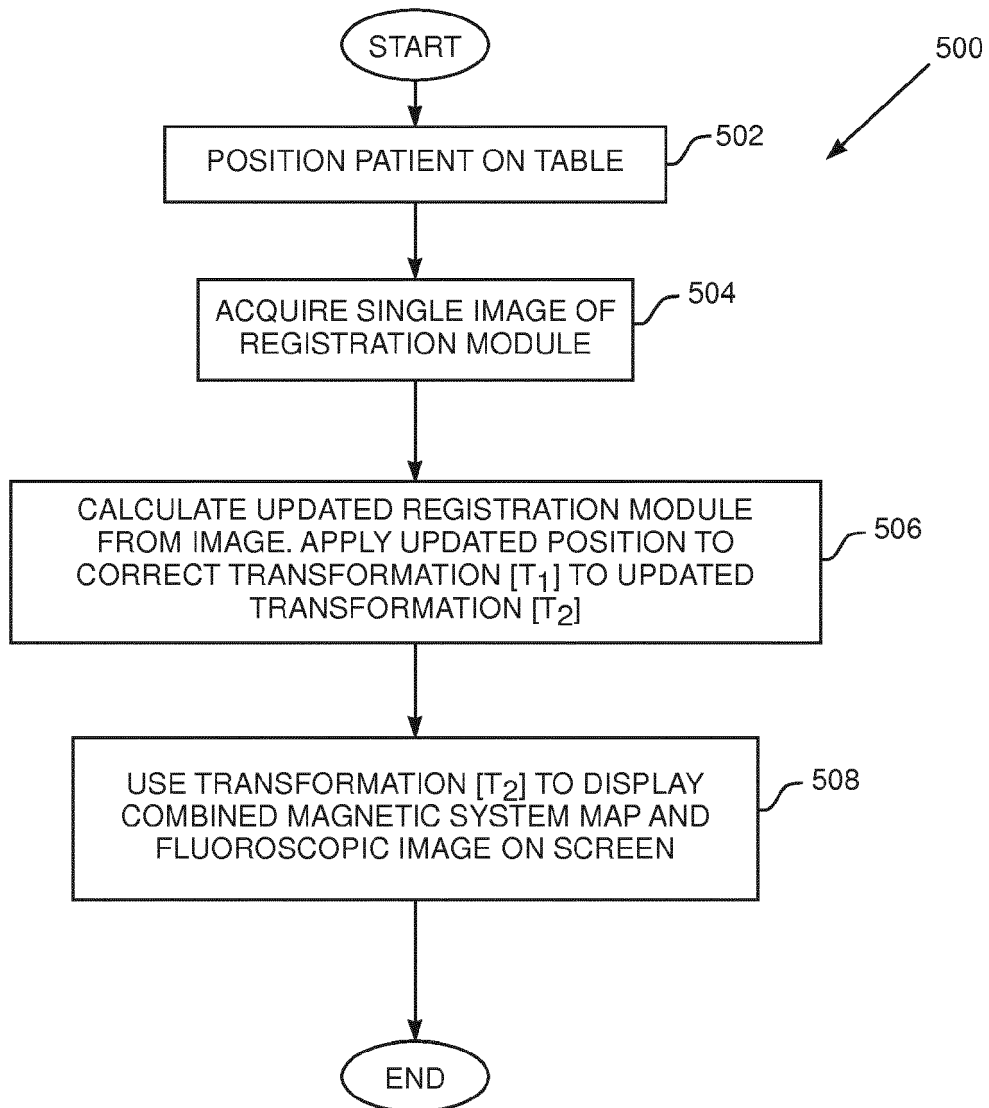 START
500
POSITION PATIENT ON TABLE
502
ACQUIRE SINGLE IMAGE OF
REGISTRATION MODULE
504
CALCULATE UPDATED REGISTRATION MODULE
FROM IMAGE. APPLY UPDATED POSITION TO
CORRECT TRANSFORMATION [T1] TO UPDATED
TRANSFORMATION [T2]
506
USE TRANSFORMATION [T2] TO DISPLAY
COMBINED MAGNETIC SYSTEM MAP AND
FLUOROSCOPIC IMAGE ON SCREEN
508
END